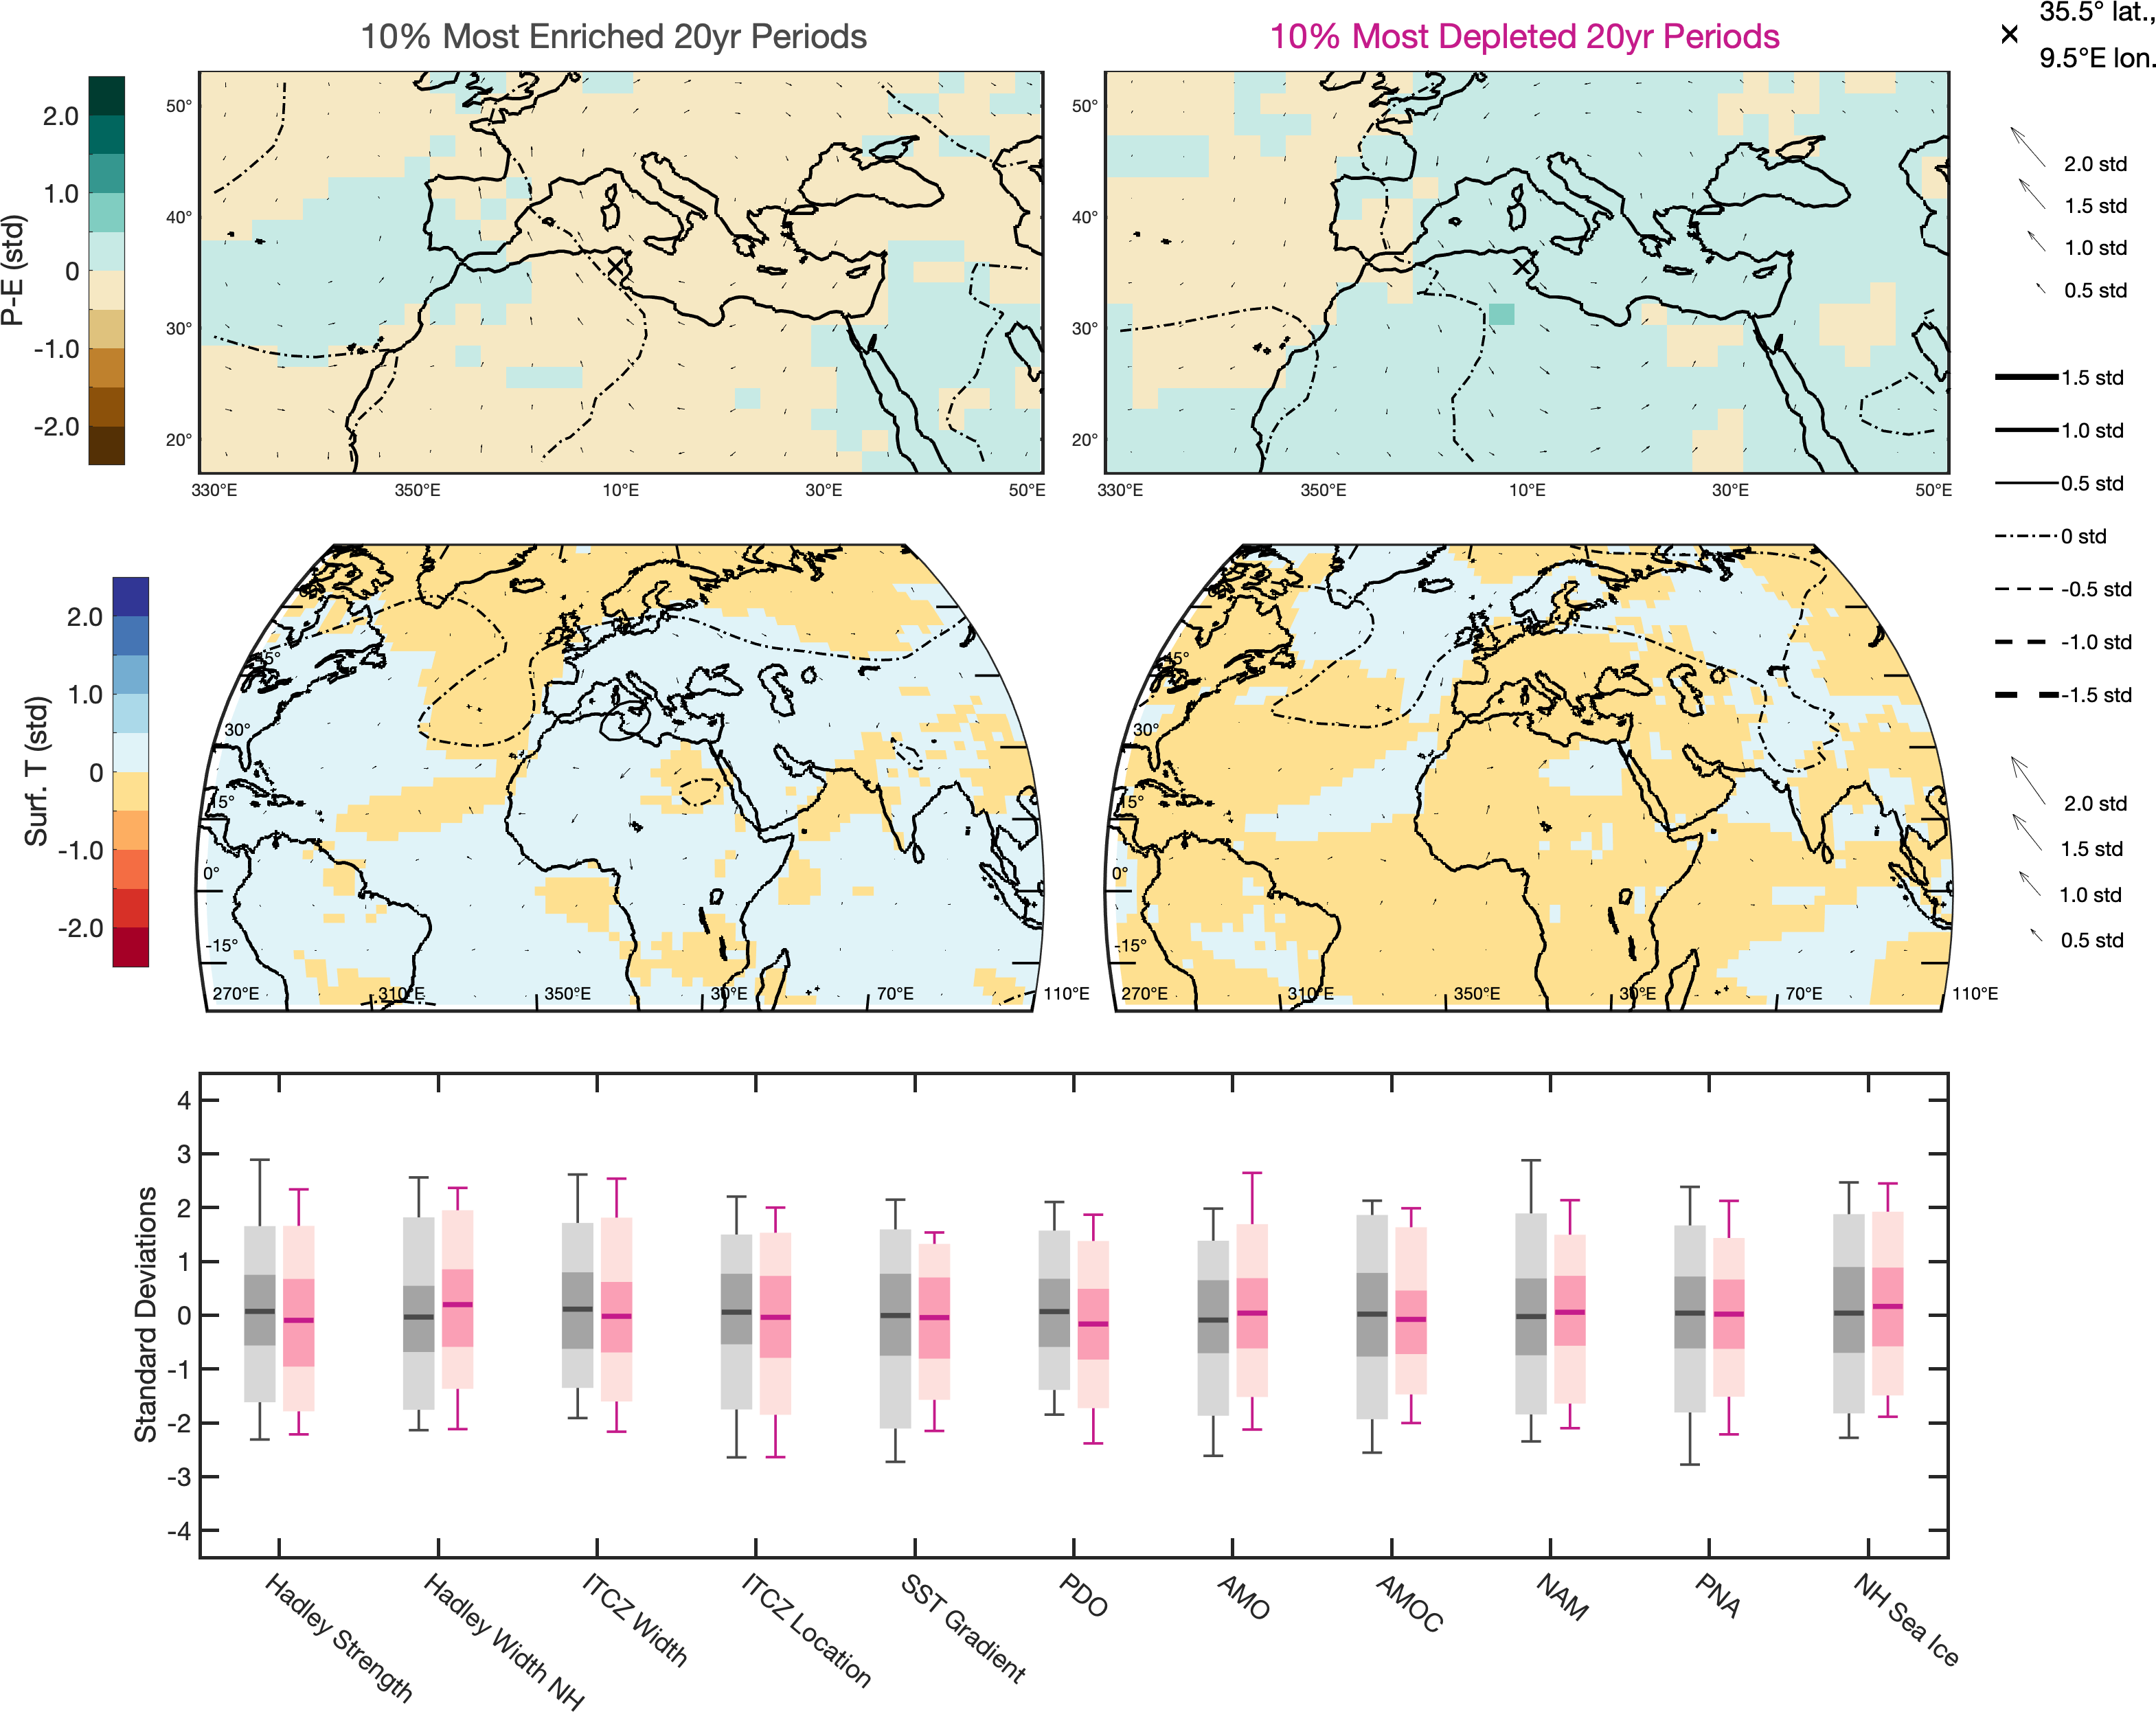 10% Most Enriched 20yr Periods
10% Most Depleted 20yr Periods
35.5° lat.,
9.5°E lon.
P-E (std)
2.0
1.0
0
-1.0
-2.0
50°
40°
30°
20°
330°E 350°E 10°E 30°E 50°E
50°
40°
30°
20°
330°E 350°E 10°E 30°E 50°E
2.0 std
1.5 std
1.0 std
0.5 std
1.5 std
1.0 std
0.5 std
0 std
-0.5 std
-1.0 std
-1.5 std
Surf. T (std)
2.0
1.0
0
-1.0
-2.0
45°
30°
15°
0°
-15°
270°E 310°E 350°E 30°E 70°E 110°E
45°
30°
15°
0°
-15°
270°E 310°E 350°E 30°E 70°E 110°E
2.0 std
1.5 std
1.0 std
0.5 std
Standard Deviations
4
3
2
1
0
-1
-2
-3
-4
Hadley Strength
Hadley Width NH
ITCZ Width
ITCZ Location
SST Gradient
PDO
AMO
AMOC
NAM
PNA
NH Sea Ice